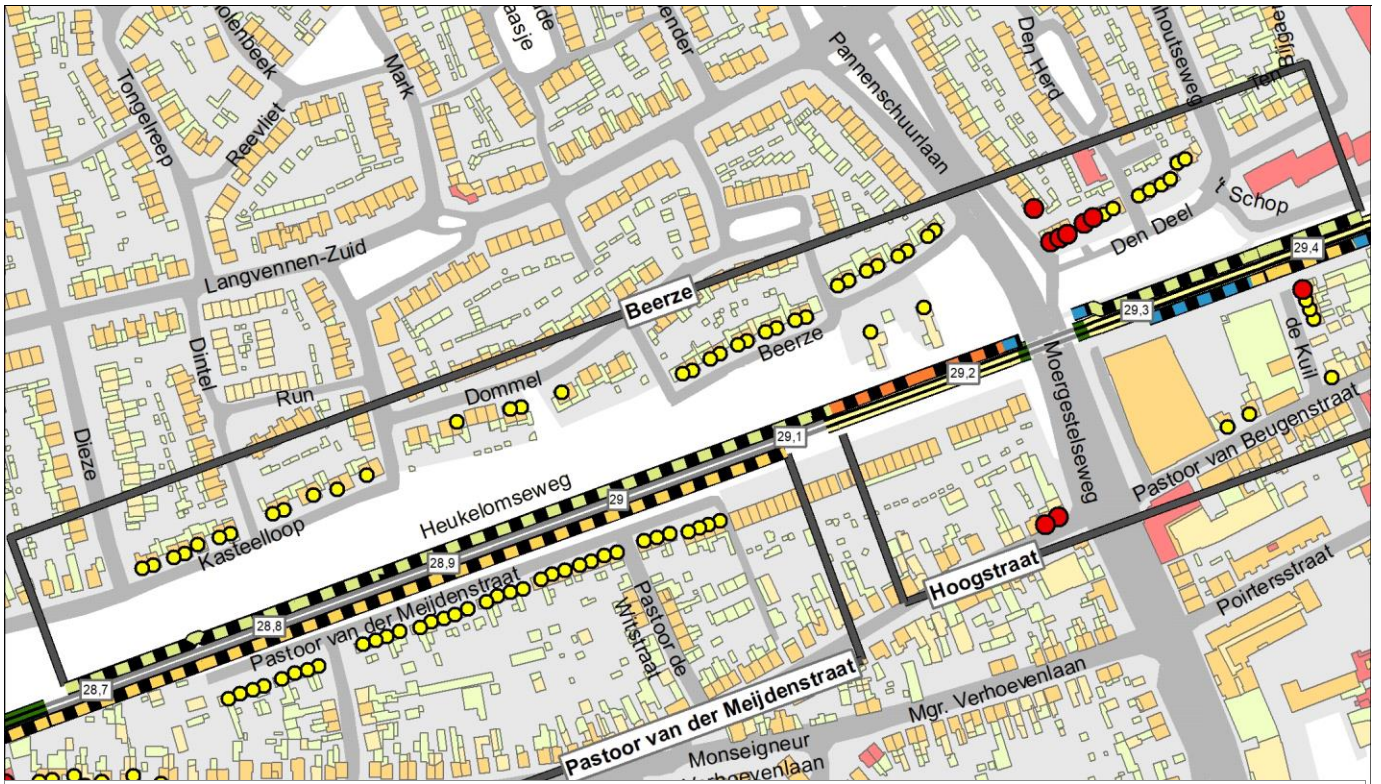 Mark
Den Herd
Pannenschuurlaan
Tongelreep
Reevliet
't Schop
Den Deel
Langvennen-Zuid
Beerze
29,4
29,3
de Kuil
Beerze
Dintel
Run
Dommel
Moergestelseweg
29,2
Dieze
29,1
Pastoor van Beugenstraat
Heukelomseweg
29
Kasteelloop
28,9
Hoogstraat
Pastoor van der Meijdenstraat
28,8
Pastoor de
Witstraat
Poirtersstraat
28,7
Pastoor van der Meijdenstraat
Mgr. Verhoevenlaan
Monseigneur
Verhoevenlaan